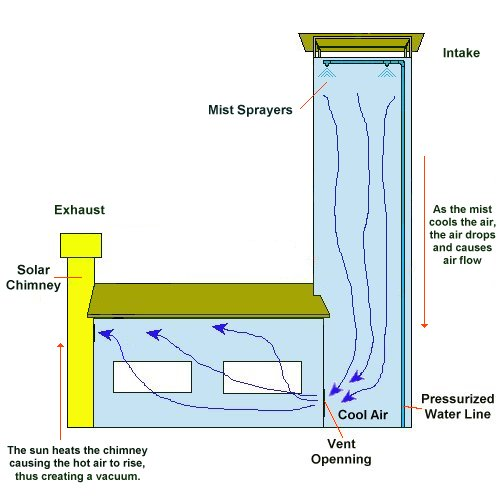 Intake
Mist Sprayers
As the mist
cools the air,
the air drops
and causes
air flow
Exhaust
Solar
Chimney
Pressurized
Water Line
Cool Air
Vent
Openning
The sun heats the chimney
causing the hot air to rise,
thus creating a vacuum.